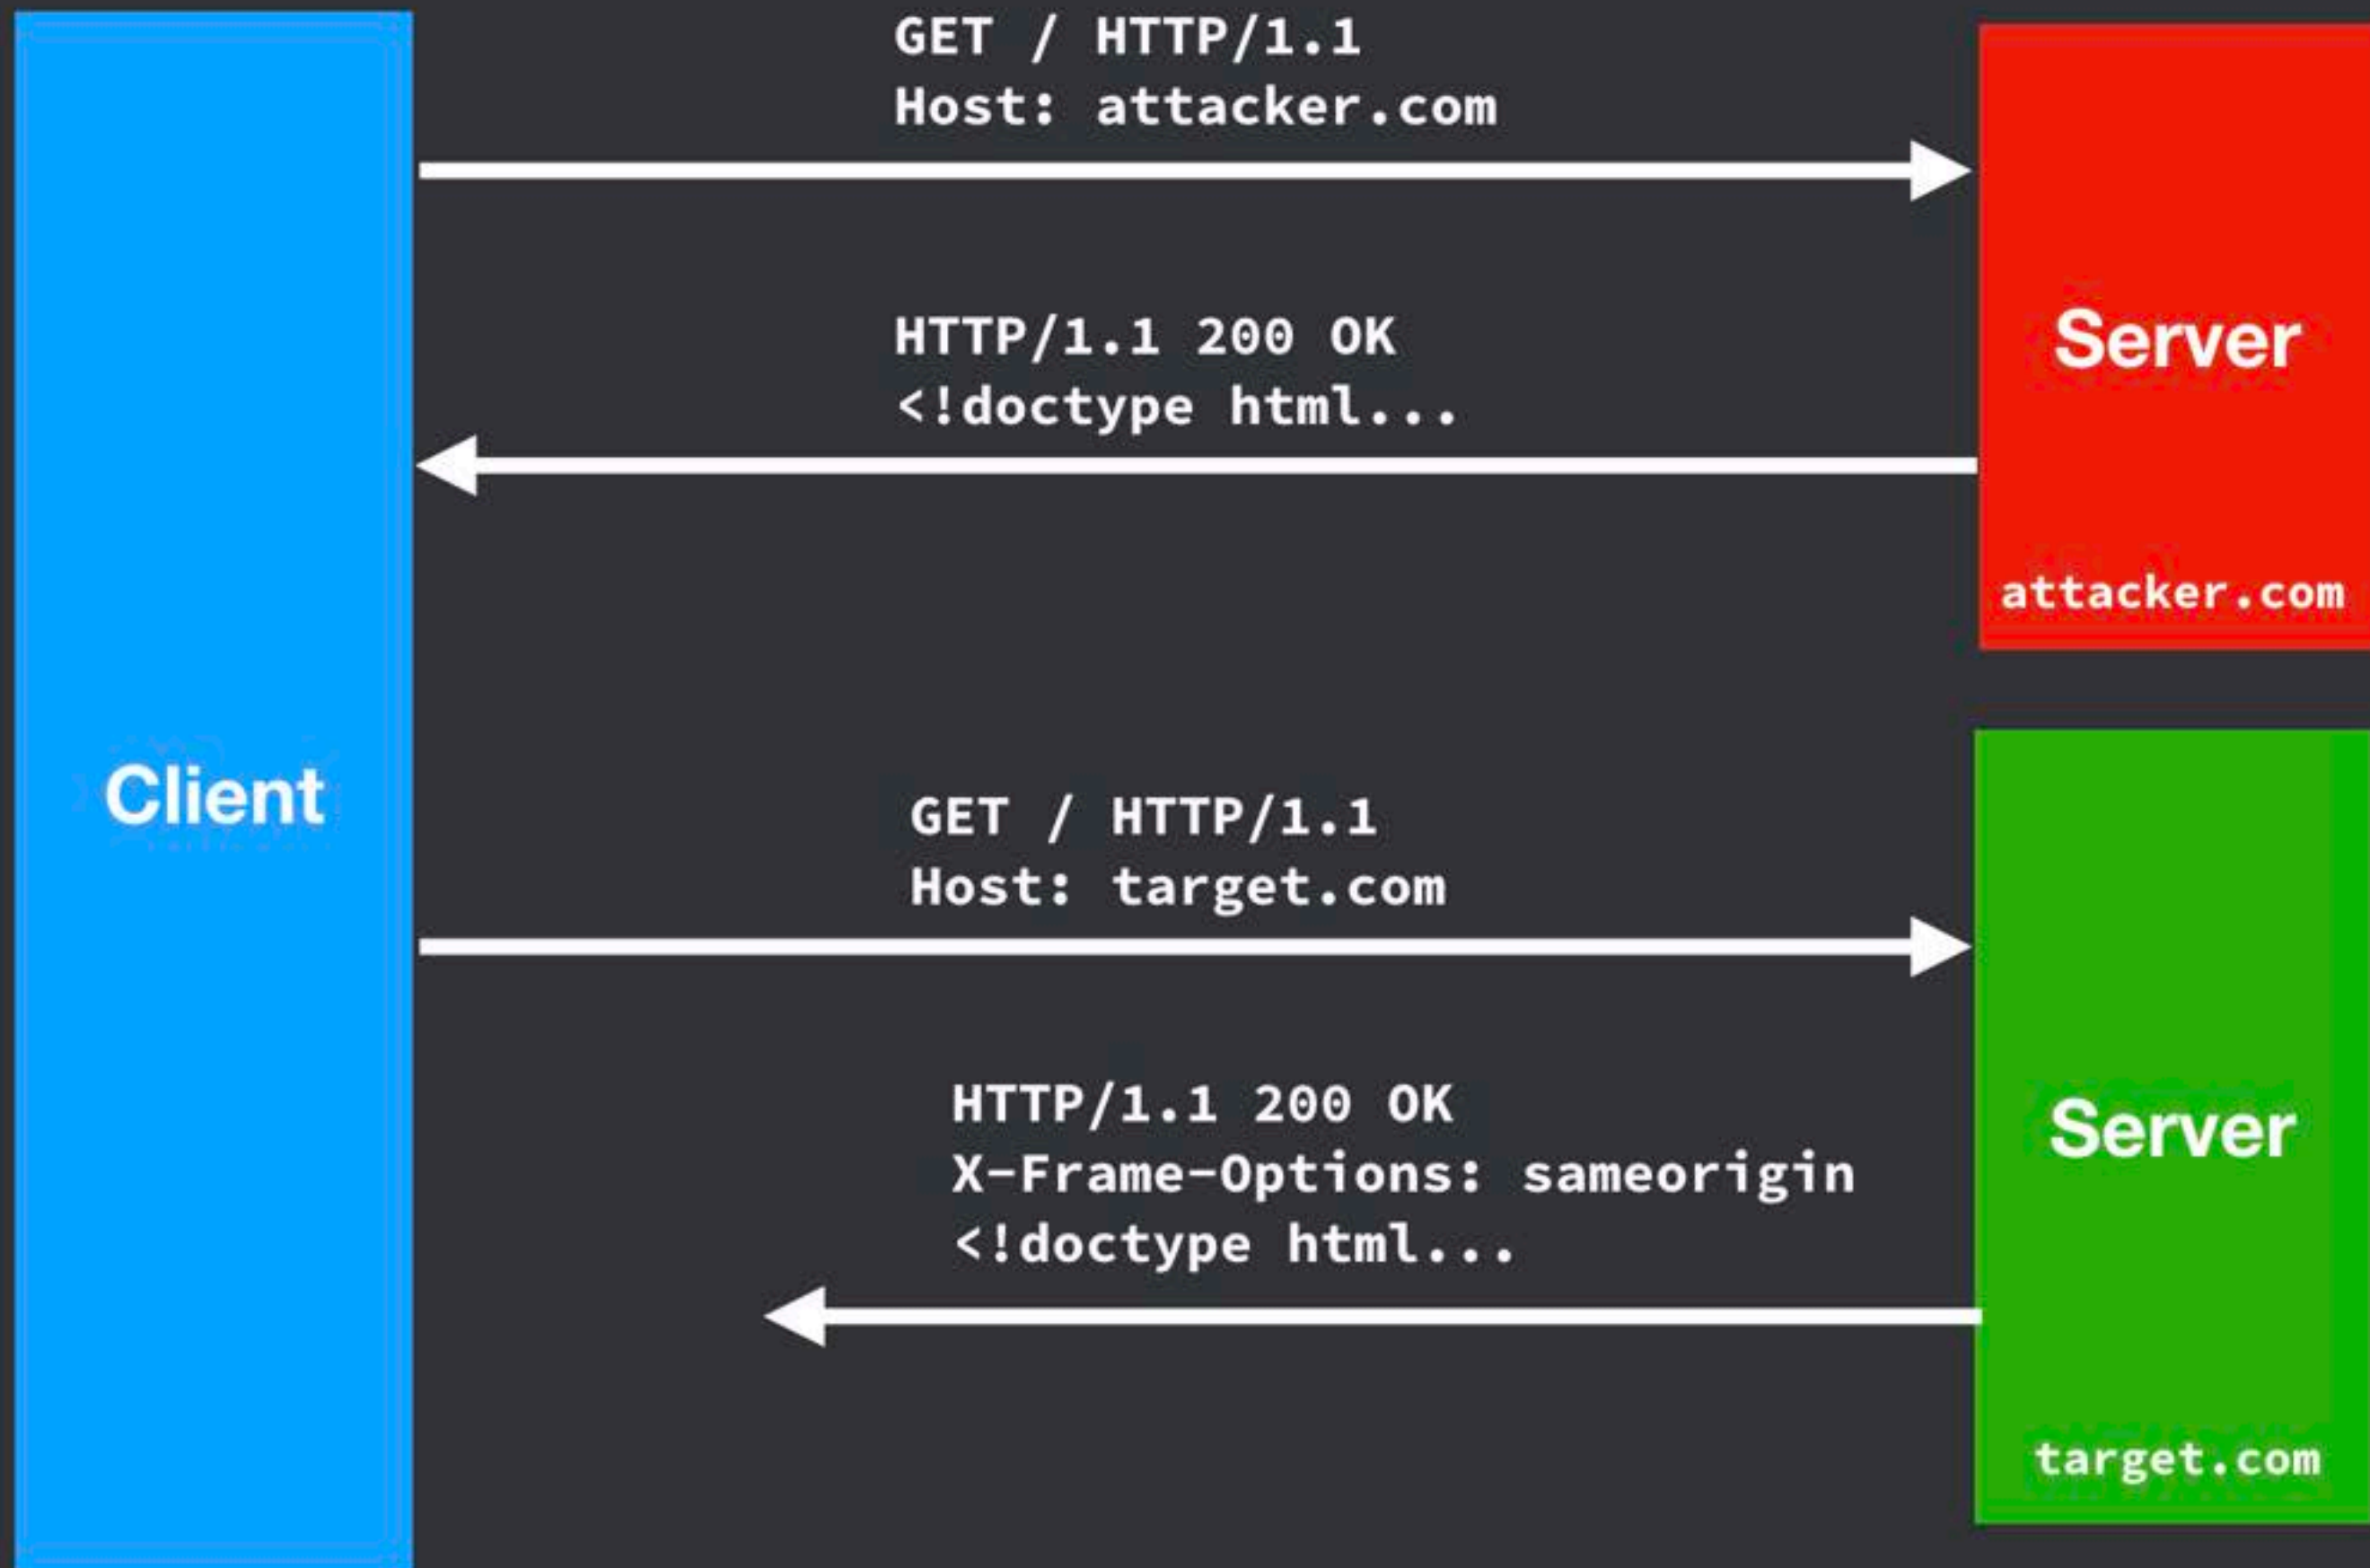 GET / HTTP/1.1
Host: attacker.com
HTTP/1.1 200 OK
<!doctype html...
Server
attacker.com
Client
GET / HTTP/1.1
Host: target.com
HTTP/1.1 200 OK
X-Frame-Options: sameorigin
<!doctype html...
Server
target.com